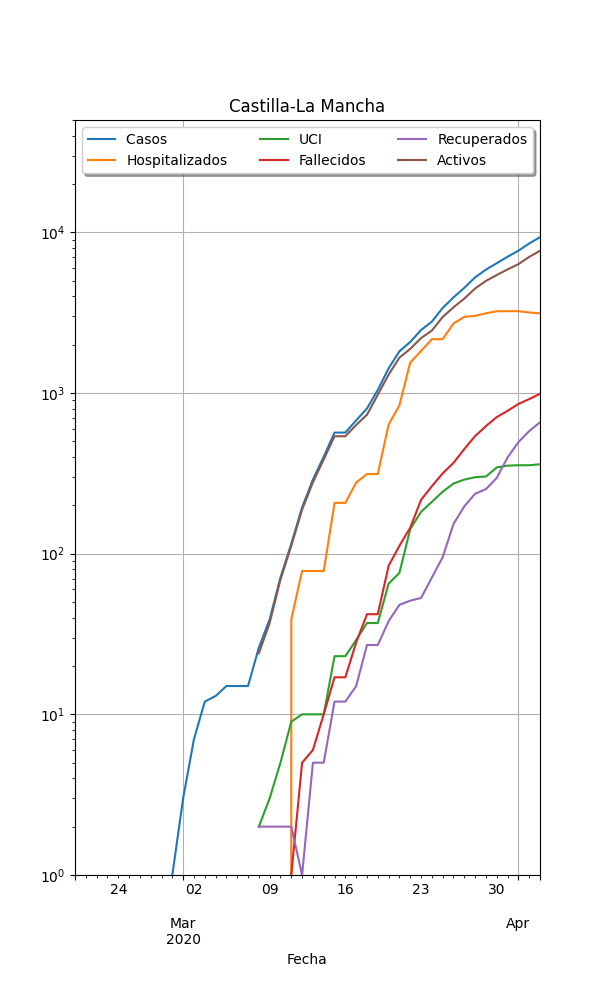 Castilla-La Mancha
Casos UCI Recuperados
Hospitalizados Fallecidos Activos
10^4
10^3
10^2
10^1
10^0
24 02 09 16 23 30
Mar Apr
2020
Fecha